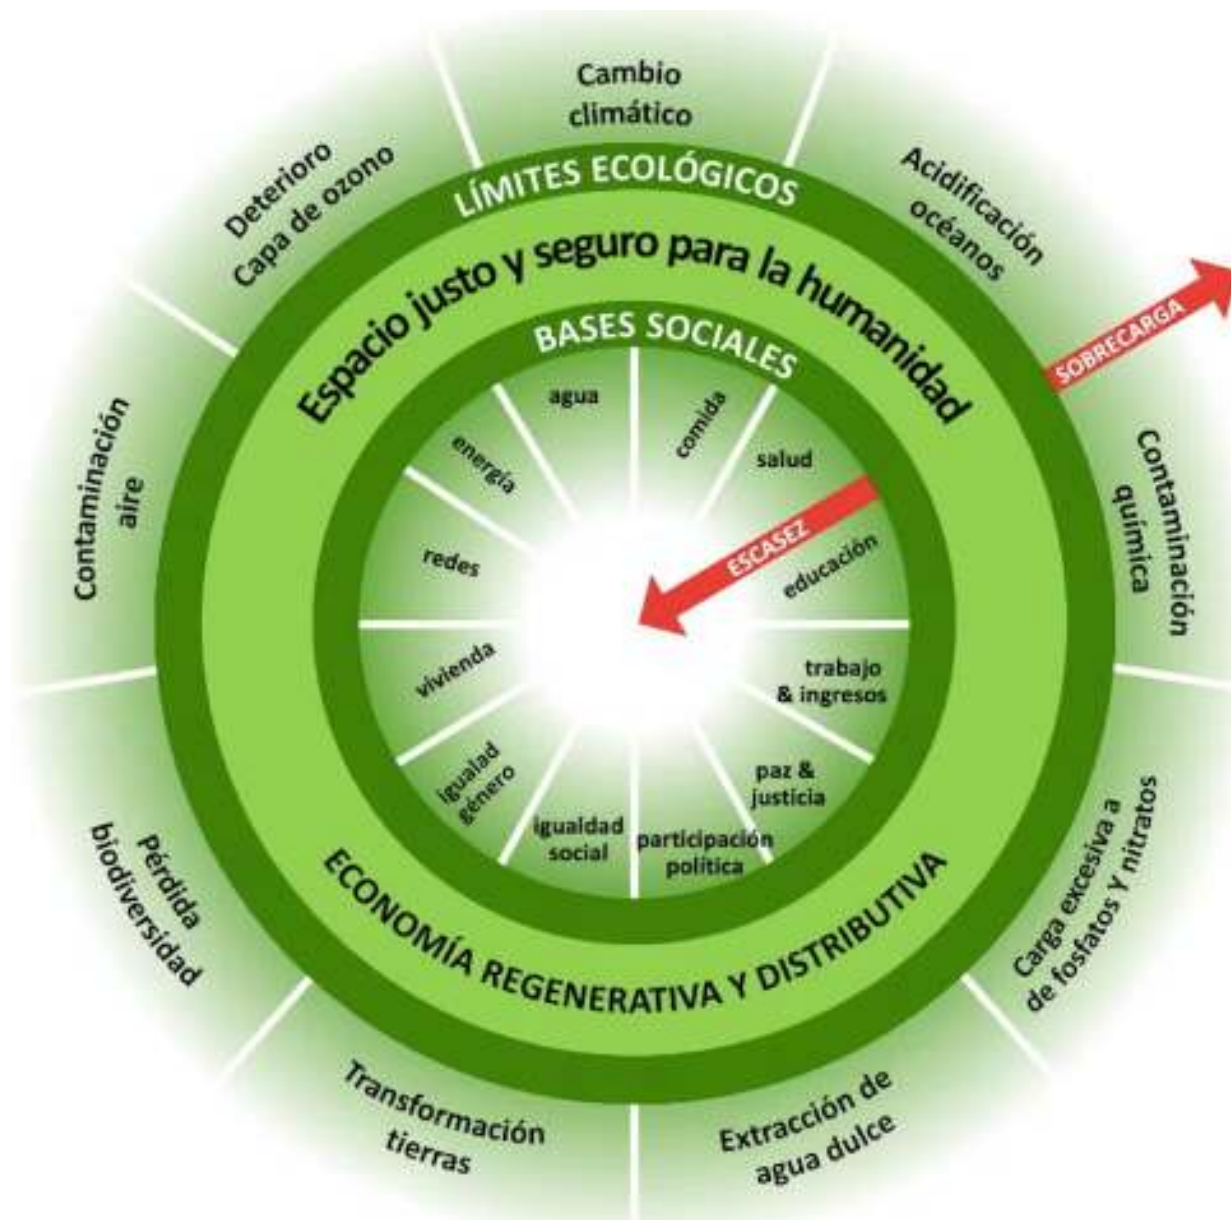 Cambio
climático
Acidificación
océanos
Contaminación
química
Carga excesiva a
de fosfatos Y nitratos
Extracción de
agua dulce
Transformación
tierras
Pérdida
biodiversidad
Contaminación
aire
Deterioro
Capa de ozono
LÍMITES ECOLÓGICOS
Espacio justo y seguro para la humanidad
BASES SOCIALES
SOBRECARGA
ESCASEZ
agua
comida
salud
educación
trabajo
& ingresos
paz &
justicia
participación
política
igualdad
social
igualad
género
vivienda
redes
energía
ECONOMÍA REGENERATIVA Y DISTRIBUTIVA